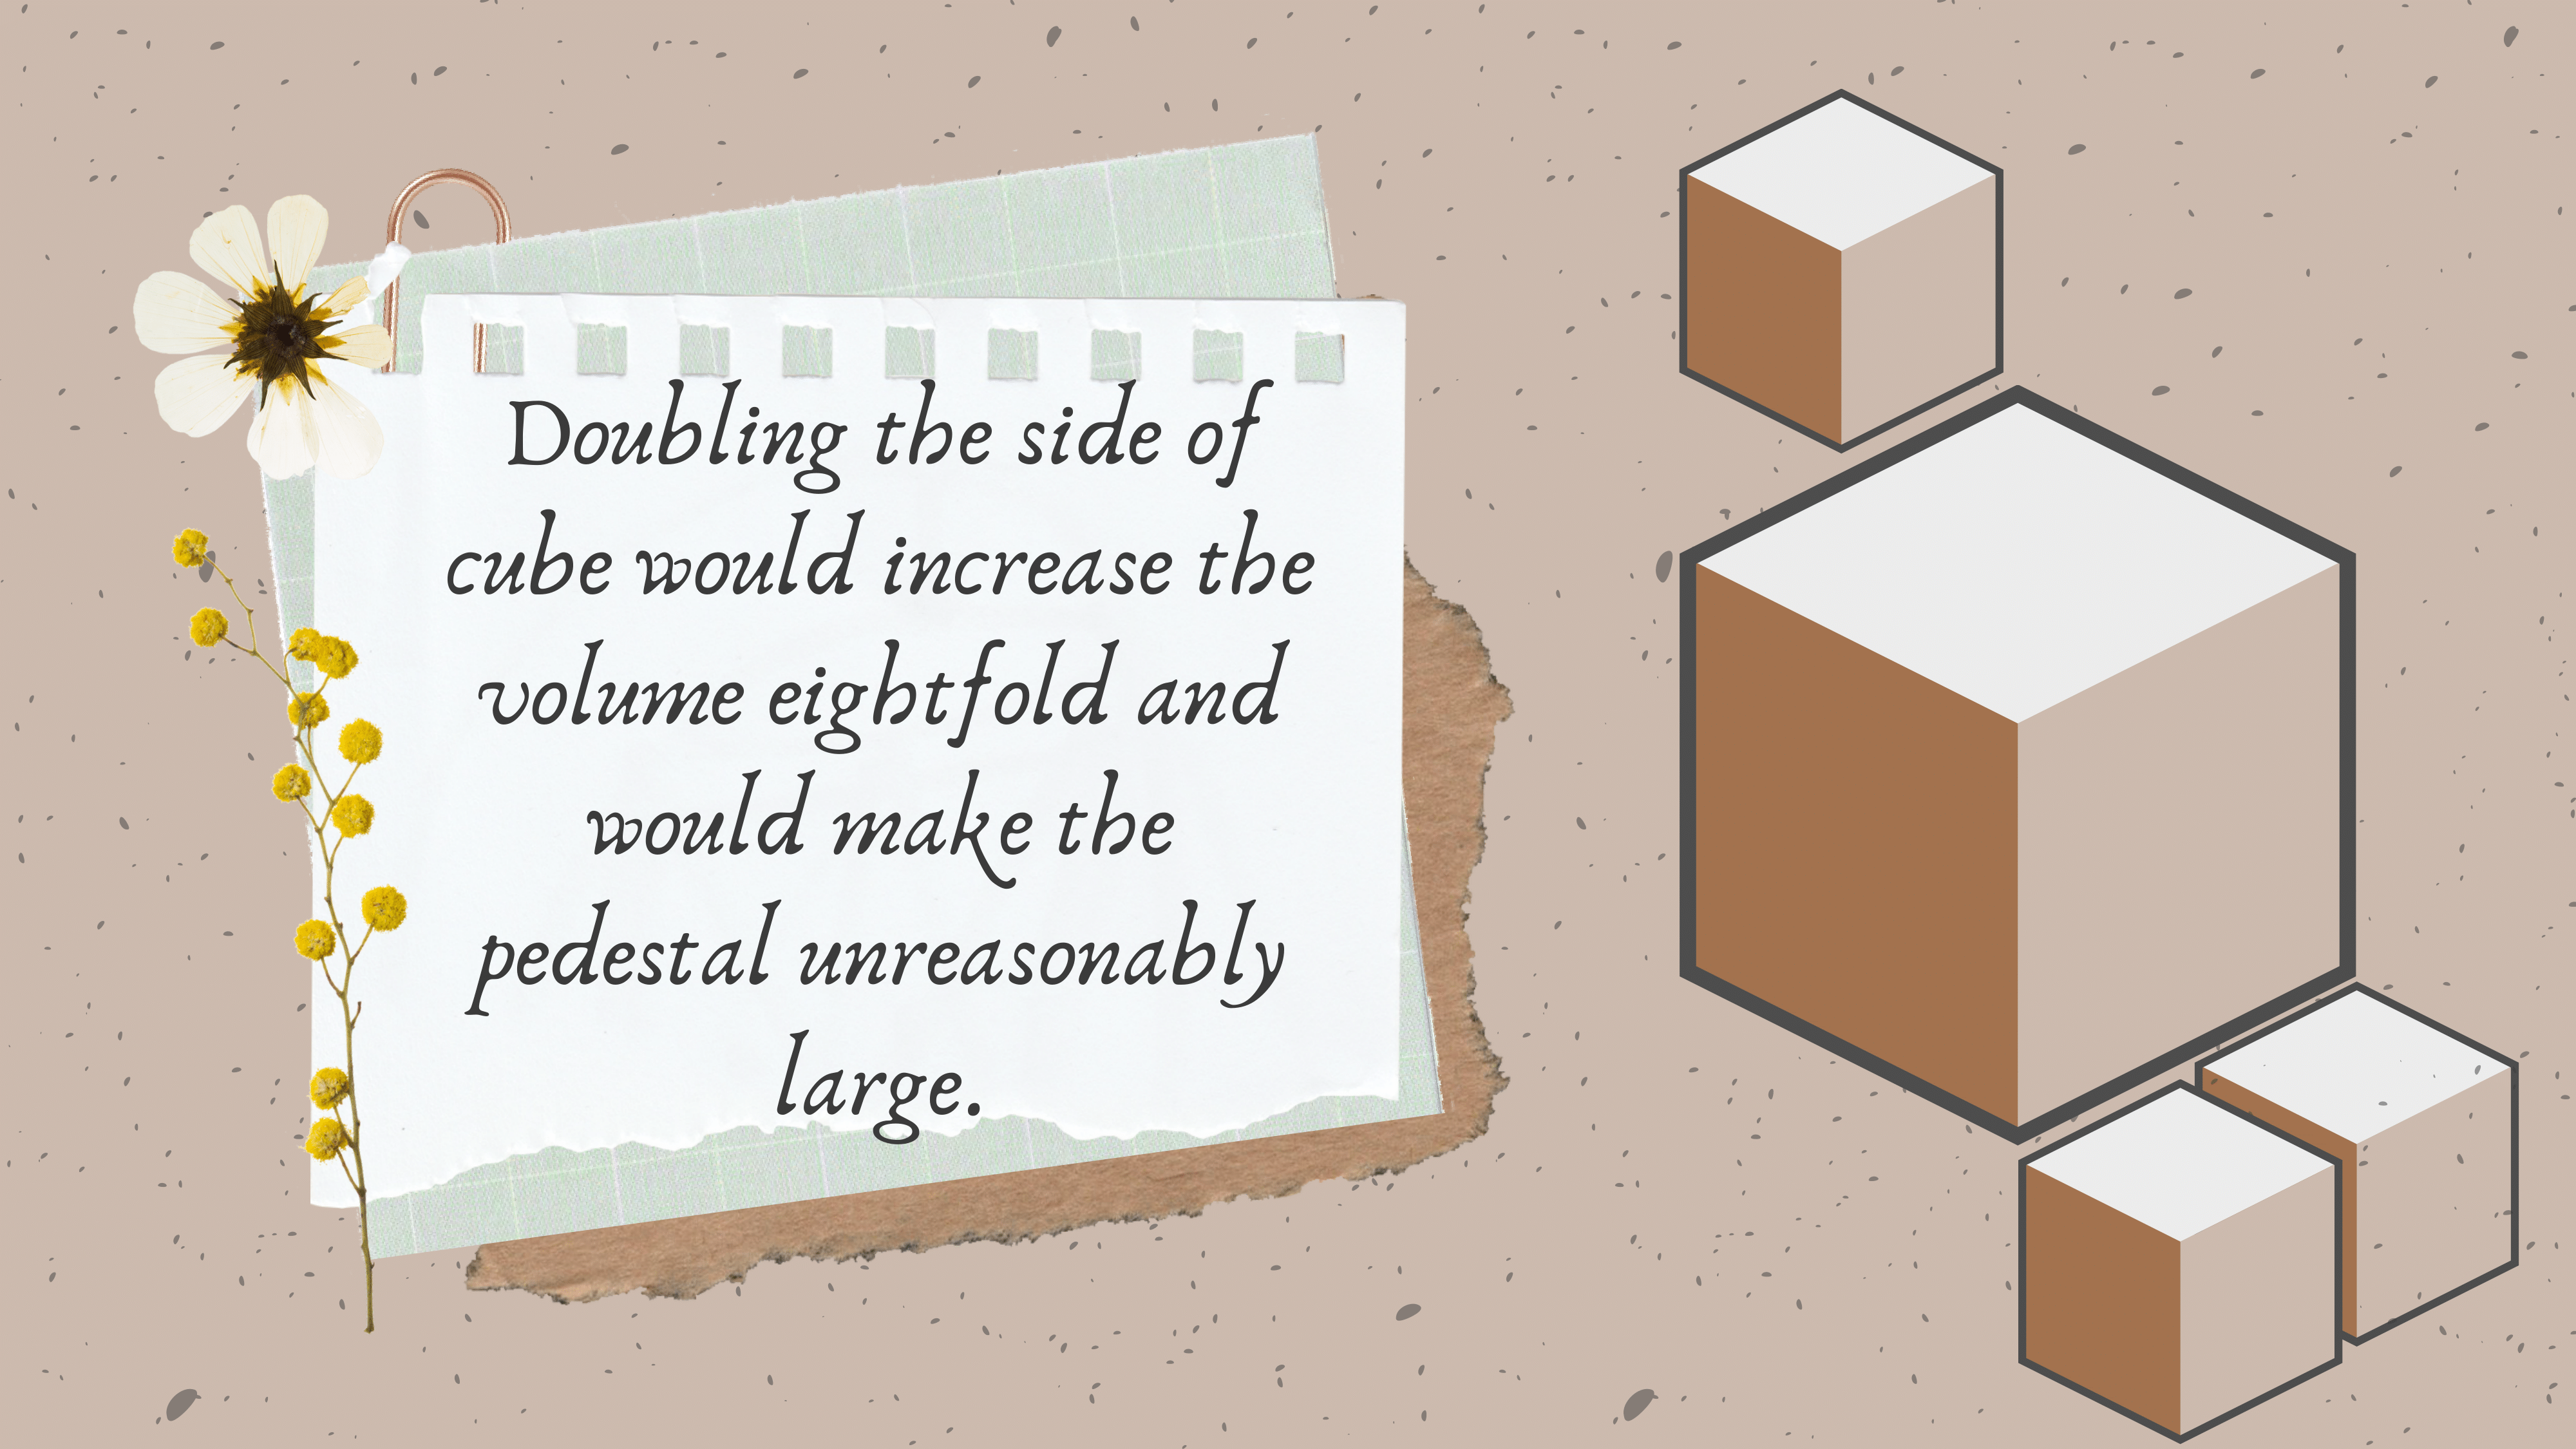 Doubling the side of
cube would increase the
volume eightfold and
would make the
pedestal unreasonably
large.